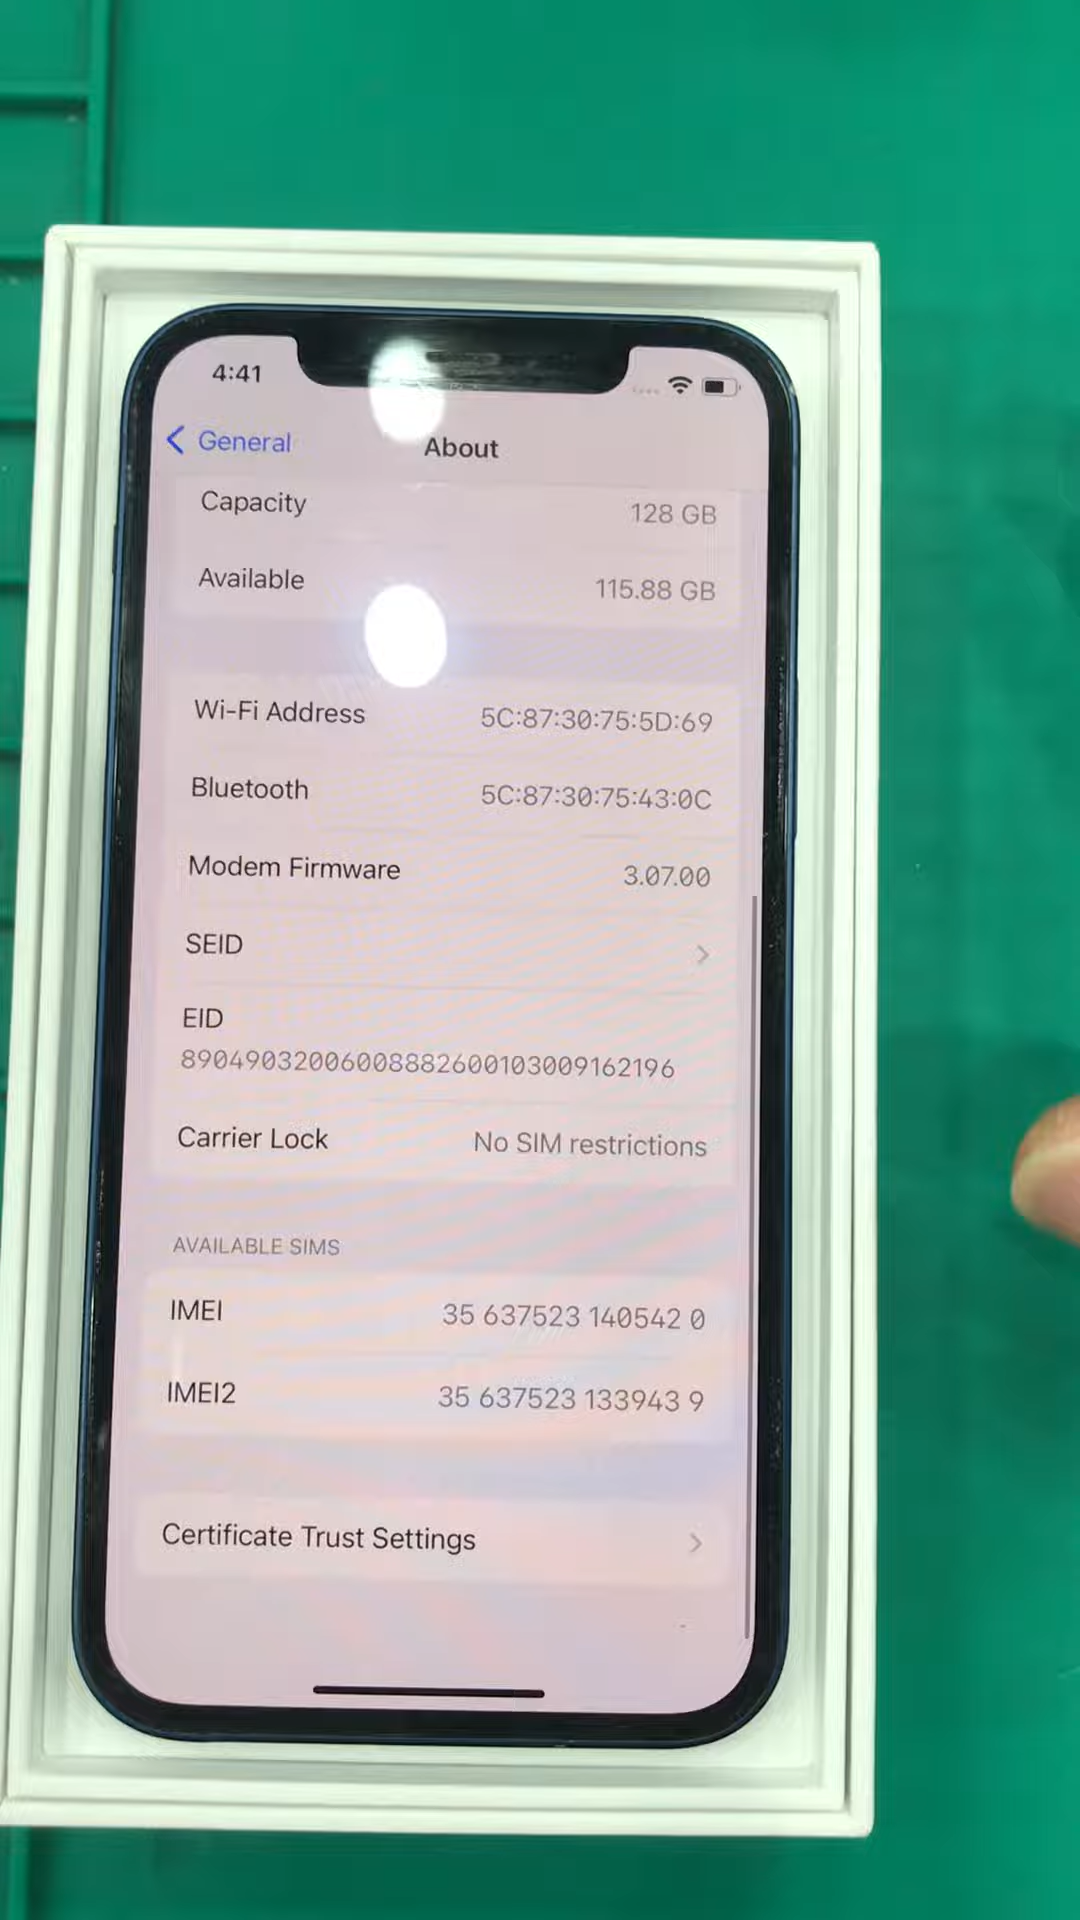 4:41
General
About
Capacity 128 GB
Available 115.88 GB
Wi-Fi Address 5C:87:30:75:5D:69
Bluetooth 5C:87:30:75:43:0C
Modem Firmware 3.07.00
SEID
EID
89049032006008882600103009162196
Carrier Lock No SIM restrictions
AVAILABLE SIMS
IMEI 35 637523 140542 0
IMEI2 35 637523 133943 9
Certificate Trust Settings